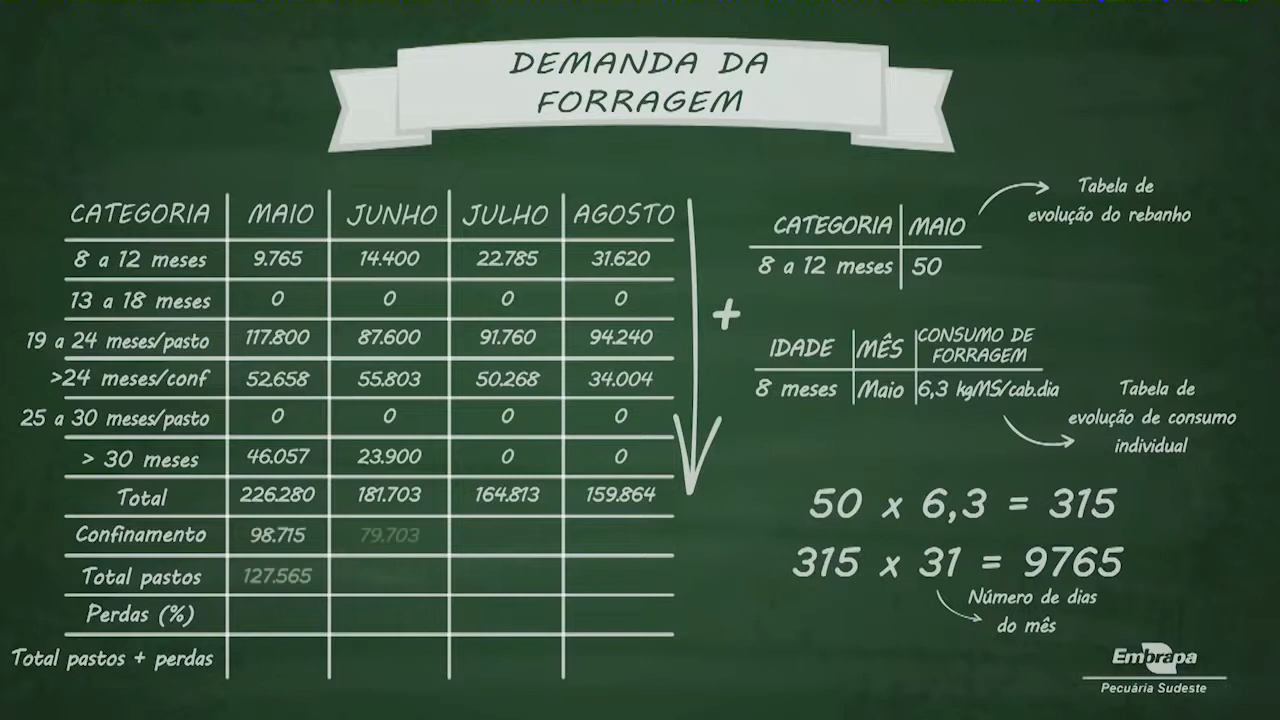 DEMANDA DA
FORRAGEM
CATEGORIA MAIO JUNHO JULHO AGOSTO
8 a 12 meses 9.765 14.400 22.785 31.620
13 a 18 meses 0 0 0 0
19 a 24 meses/pasto 117.800 87.600 91.760 94.240
>24 meses/conf 52.658 55.803 50.268 34.004
25 a 30 meses/pasto 0 0 0 0
> 30 meses 46.057 23.900 0 0
Total 226.280 181.703 164.813 159.864
Confinamento 98.715 79.703
Total pastos 127.565
Perdas (%)
Total pastos + perdas
+
Tabela de
evolução do rebanho
CATEGORIA MAIO
8 a 12 meses 50
IDADE MÊS CONSUMO DE
FORRAGEM
8 meses Maio 6,3 kgMS/cab.dia
Tabela de
evolução de consumo
individual
50 x 6,3 = 315
315 x 31 = 9765
Número de dias
do mês
Embrapa
Pecuária Sudeste